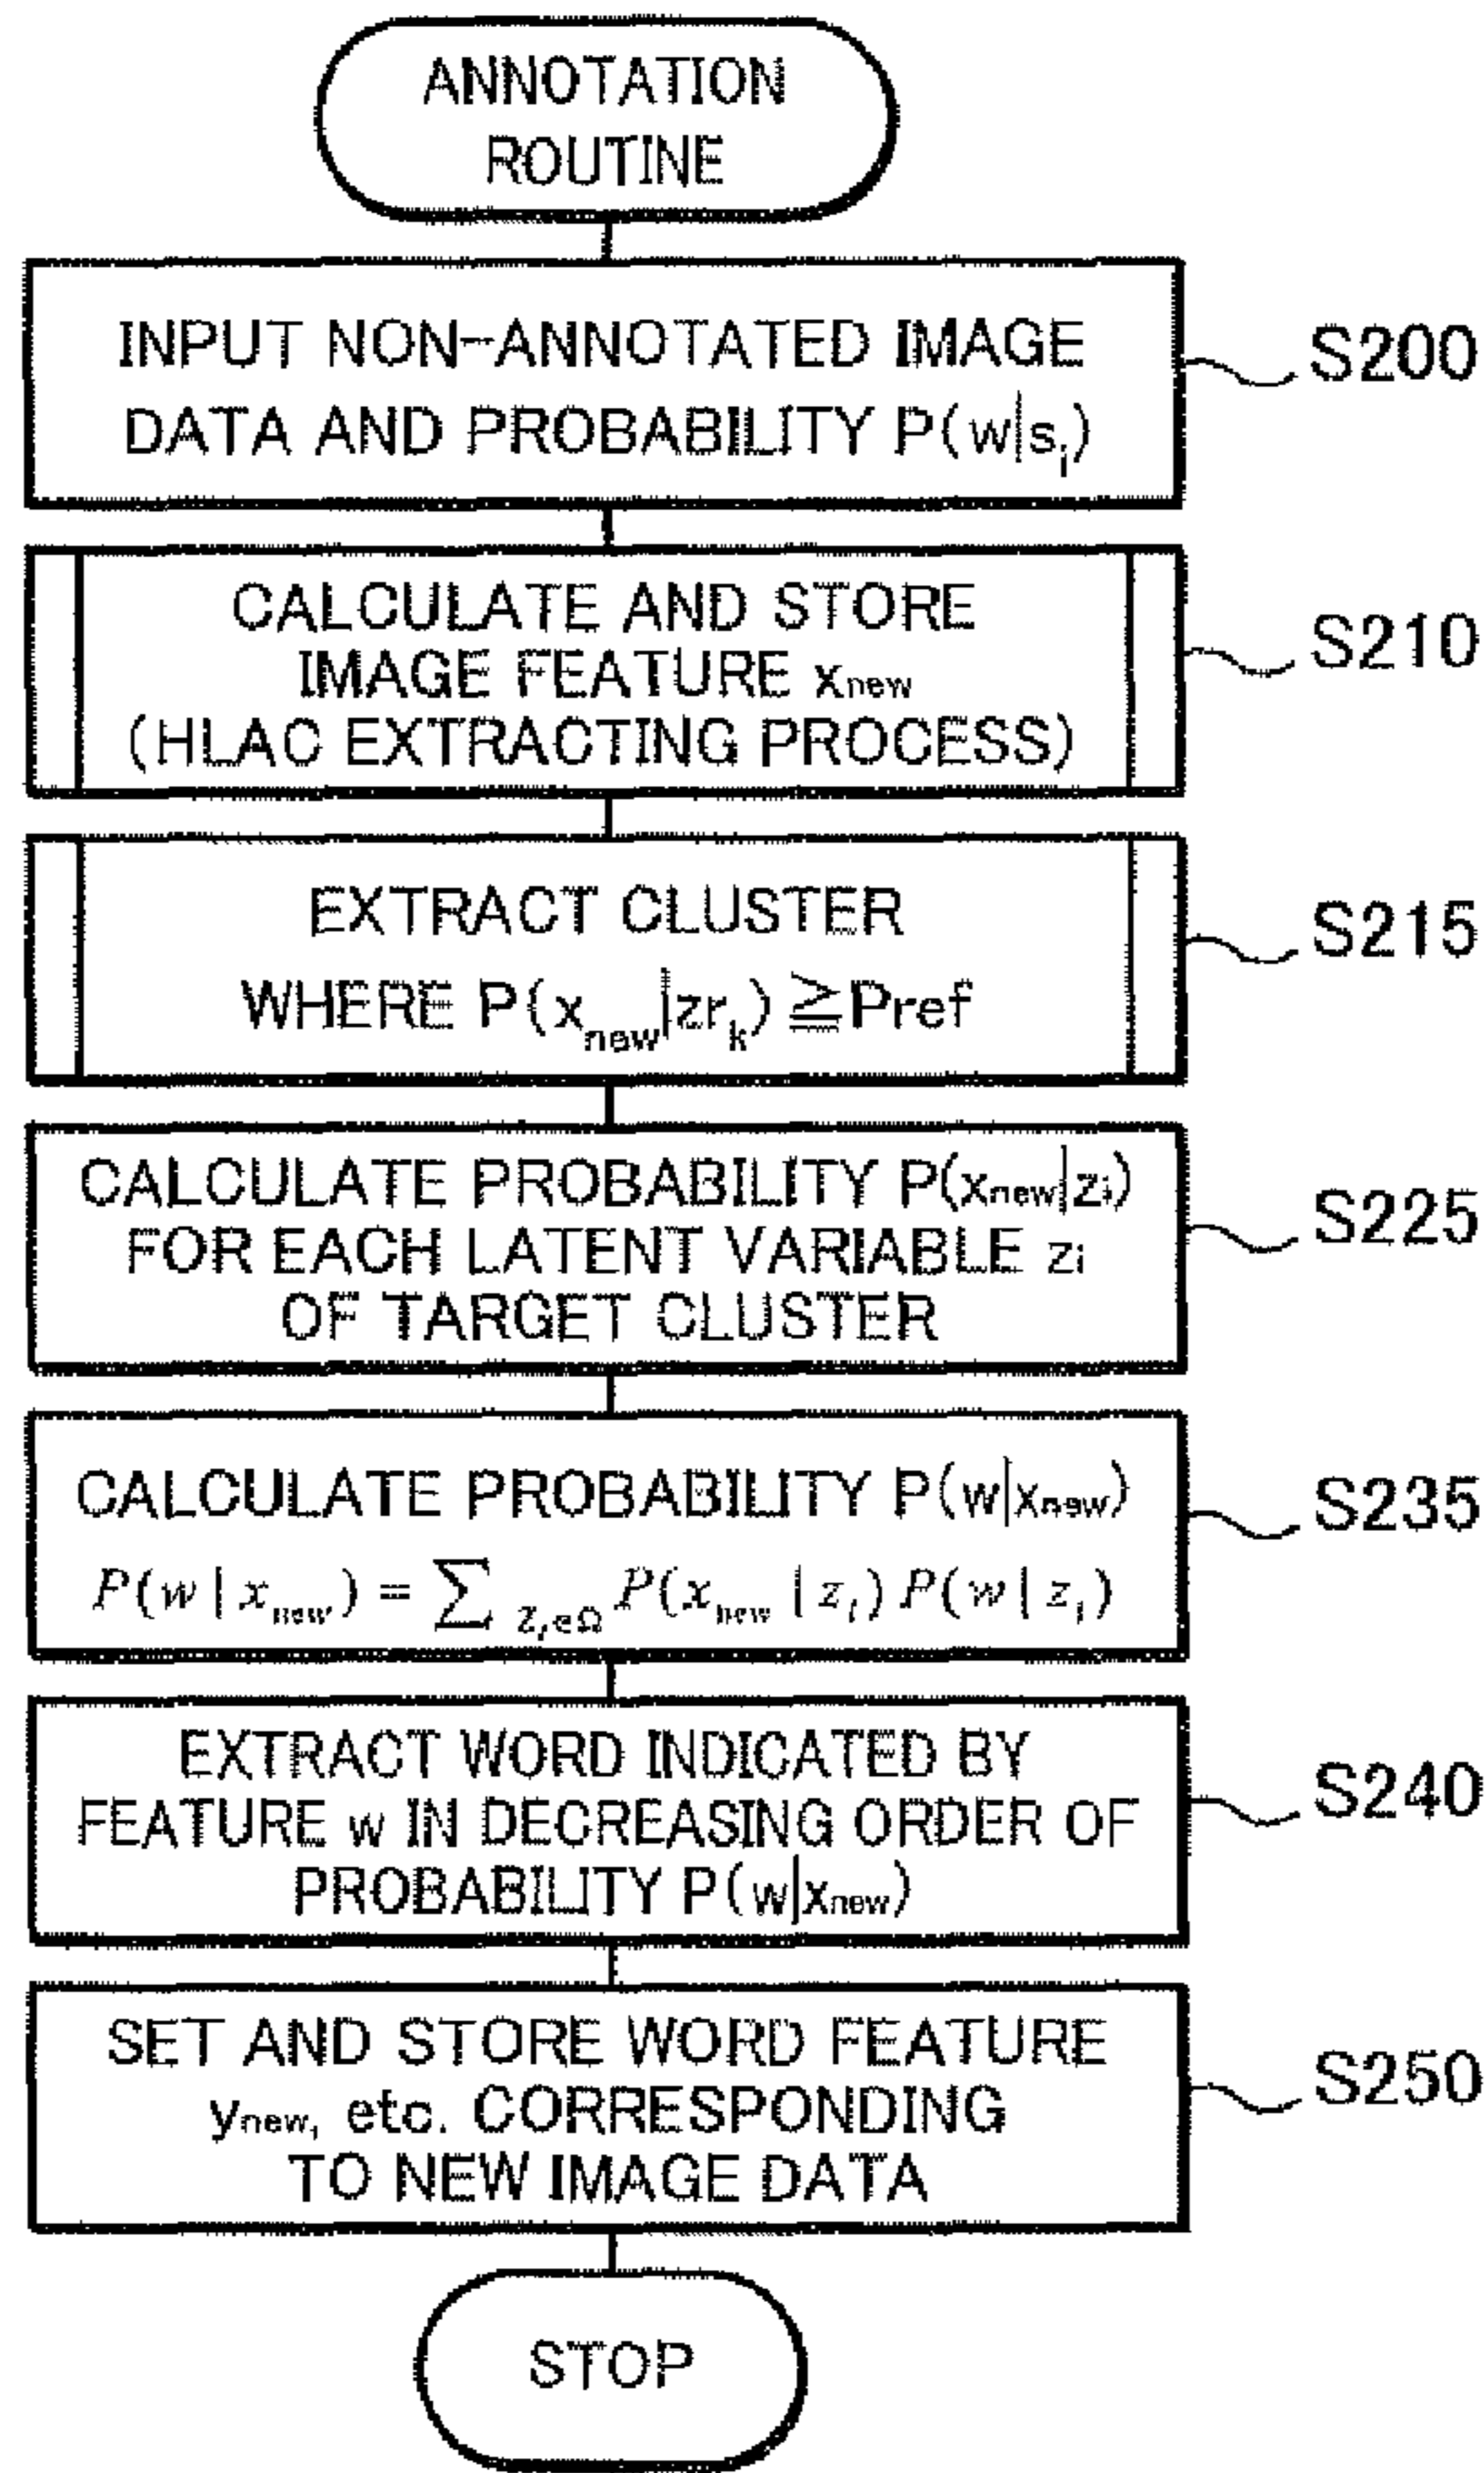 ANNOTATION
ROUTINE
INPUT NON-ANNOTATED IMAGE
DATA AND PROBABILITY P(w|si)
S200
CALCULATE AND STORE
IMAGE FEATURE xnew
(HLAC EXTRACTING PROCESS)
S210
EXTRACT CLUSTER
WHERE P(xnew|zrk)≧Pref
S215
CALCULATE PROBABILITY P(xnew|zi)
FOR EACH LATENT VARIABLE zi
OF TARGET CLUSTER
S225
CALCULATE PROBABILITY P(w|xnew)
P(w|xnew) = ∑ zi∈Ω P(xnew|zi)P(w|zi)
S235
EXTRACT WORD INDICATED BY
FEATURE w IN DECREASING ORDER OF
PROBABILITY P(w|xnew)
S240
SET AND STORE WORD FEATURE
ynew, etc. CORRESPONDING
TO NEW IMAGE DATA
S250
STOP